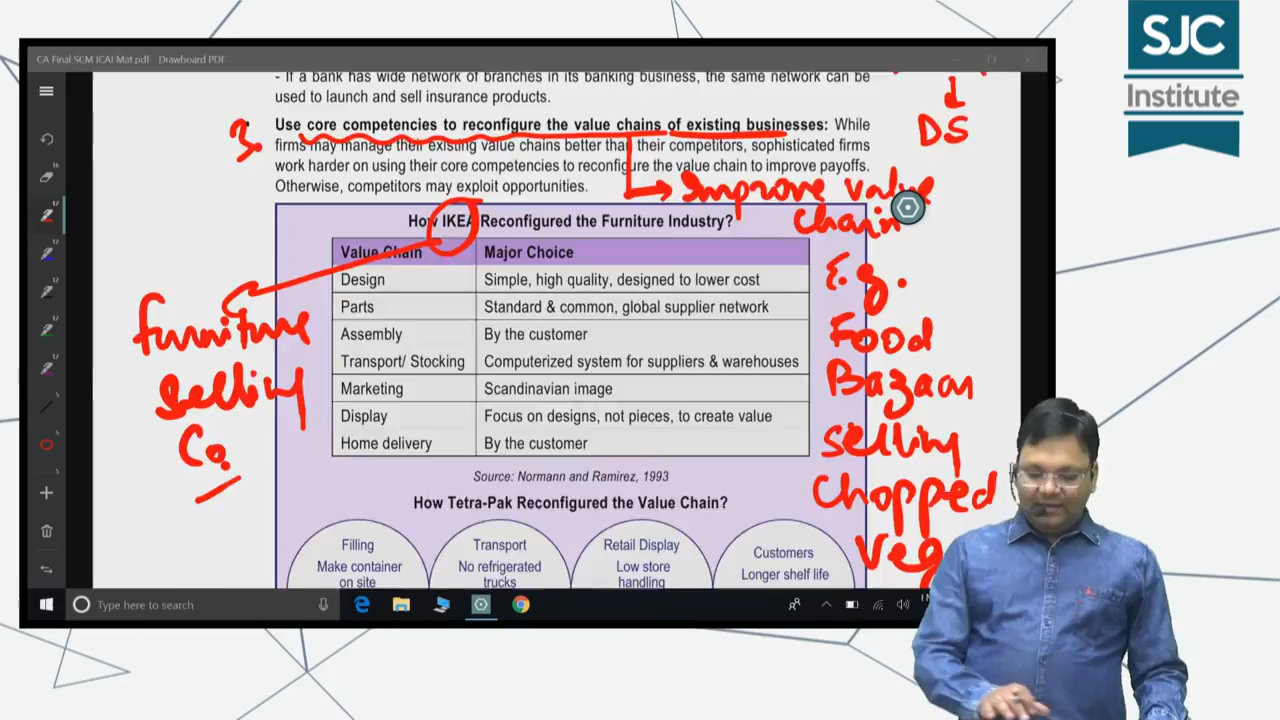 SJC
Institute
CA Final SCM ICAI Mat.pdf - Drawboard PDF
- If a bank has wide network of branches in its banking business, the same network can be
used to launch and sell insurance products.
DS
3.
Use core competencies to reconfigure the value chains of existing businesses: While
firms may manage their existing value chains better than their competitors, sophisticated firms
work harder on using their core competencies to reconfigure the value chain to improve payoffs.
Otherwise, competitors may exploit opportunities.
Improve value
chain
How IKEA Reconfigured the Furniture Industry?
Value Chain Major Choice
Design Simple, high quality, designed to lower cost
Parts Standard & common, global supplier network
Assembly By the customer
Transport/ Stocking Computerized system for suppliers & warehouses
Marketing Scandinavian image
Display Focus on designs, not pieces, to create value
Home delivery By the customer
Source: Normann and Ramirez, 1993
furniture
selling
Co.
E.g.
Food
Bazaar
selling
Chopped
Veg
How Tetra-Pak Reconfigured the Value Chain?
Filling
Make container
on site
Transport
No refrigerated
trucks
Retail Display
Low store
handling
Customers
Longer shelf life
Type here to search